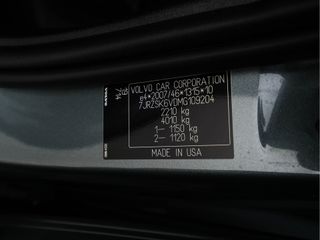 VOLVO CAR CORPORATION
e4*2007/46*1315*10
7JRZSK6VDMG109204
2210 kg
4010 kg
1— 1150 kg
2— 1120 kg
MADE IN USA